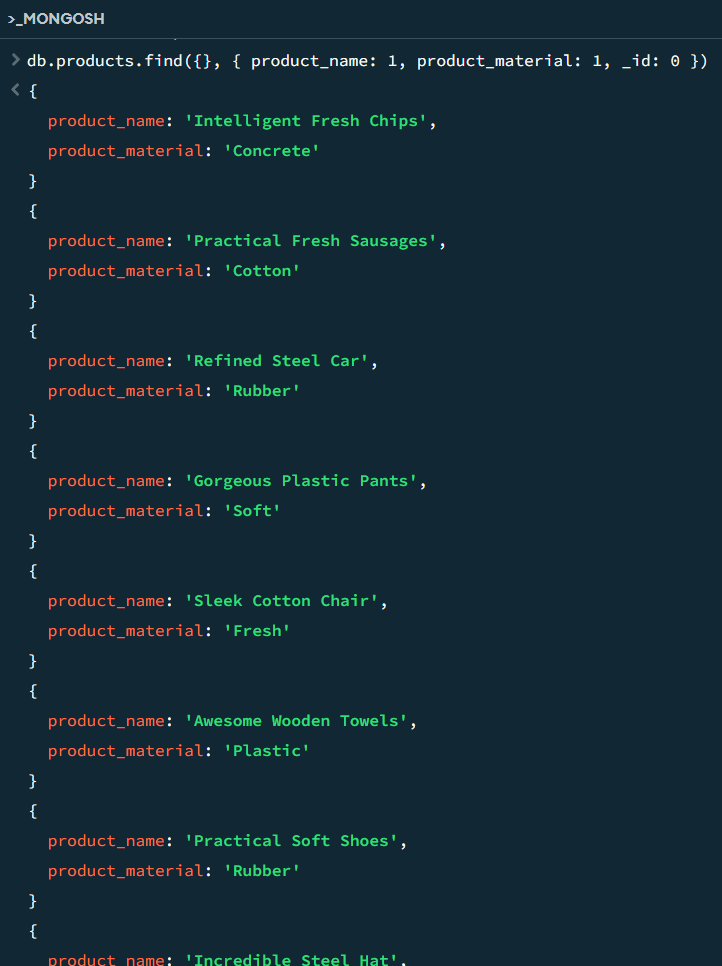 >_MONGOSH
> db.products.find({}, { product_name: 1, product_material: 1, _id: 0 })
< {
product_name: 'Intelligent Fresh Chips',
product_material: 'Concrete'
}
{
product_name: 'Practical Fresh Sausages',
product_material: 'Cotton'
}
{
product_name: 'Refined Steel Car',
product_material: 'Rubber'
}
{
product_name: 'Gorgeous Plastic Pants',
product_material: 'Soft'
}
{
product_name: 'Sleek Cotton Chair',
product_material: 'Fresh'
}
{
product_name: 'Awesome Wooden Towels',
product_material: 'Plastic'
}
{
product_name: 'Practical Soft Shoes',
product_material: 'Rubber'
}
{
product_name: 'Incredible Steel Hat',